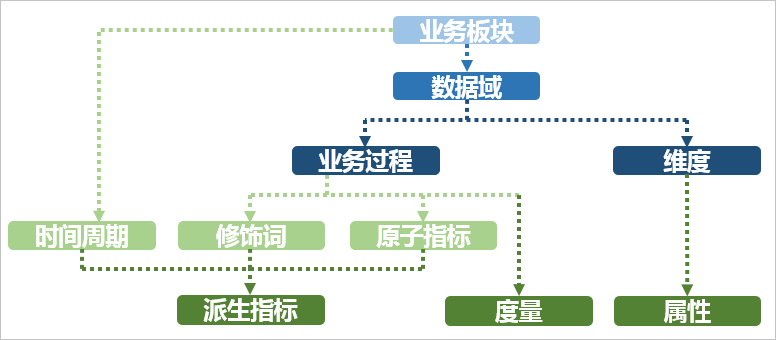 业务板块
数据域
业务过程
维度
时间周期
修饰词
原子指标
派生指标
度量
属性